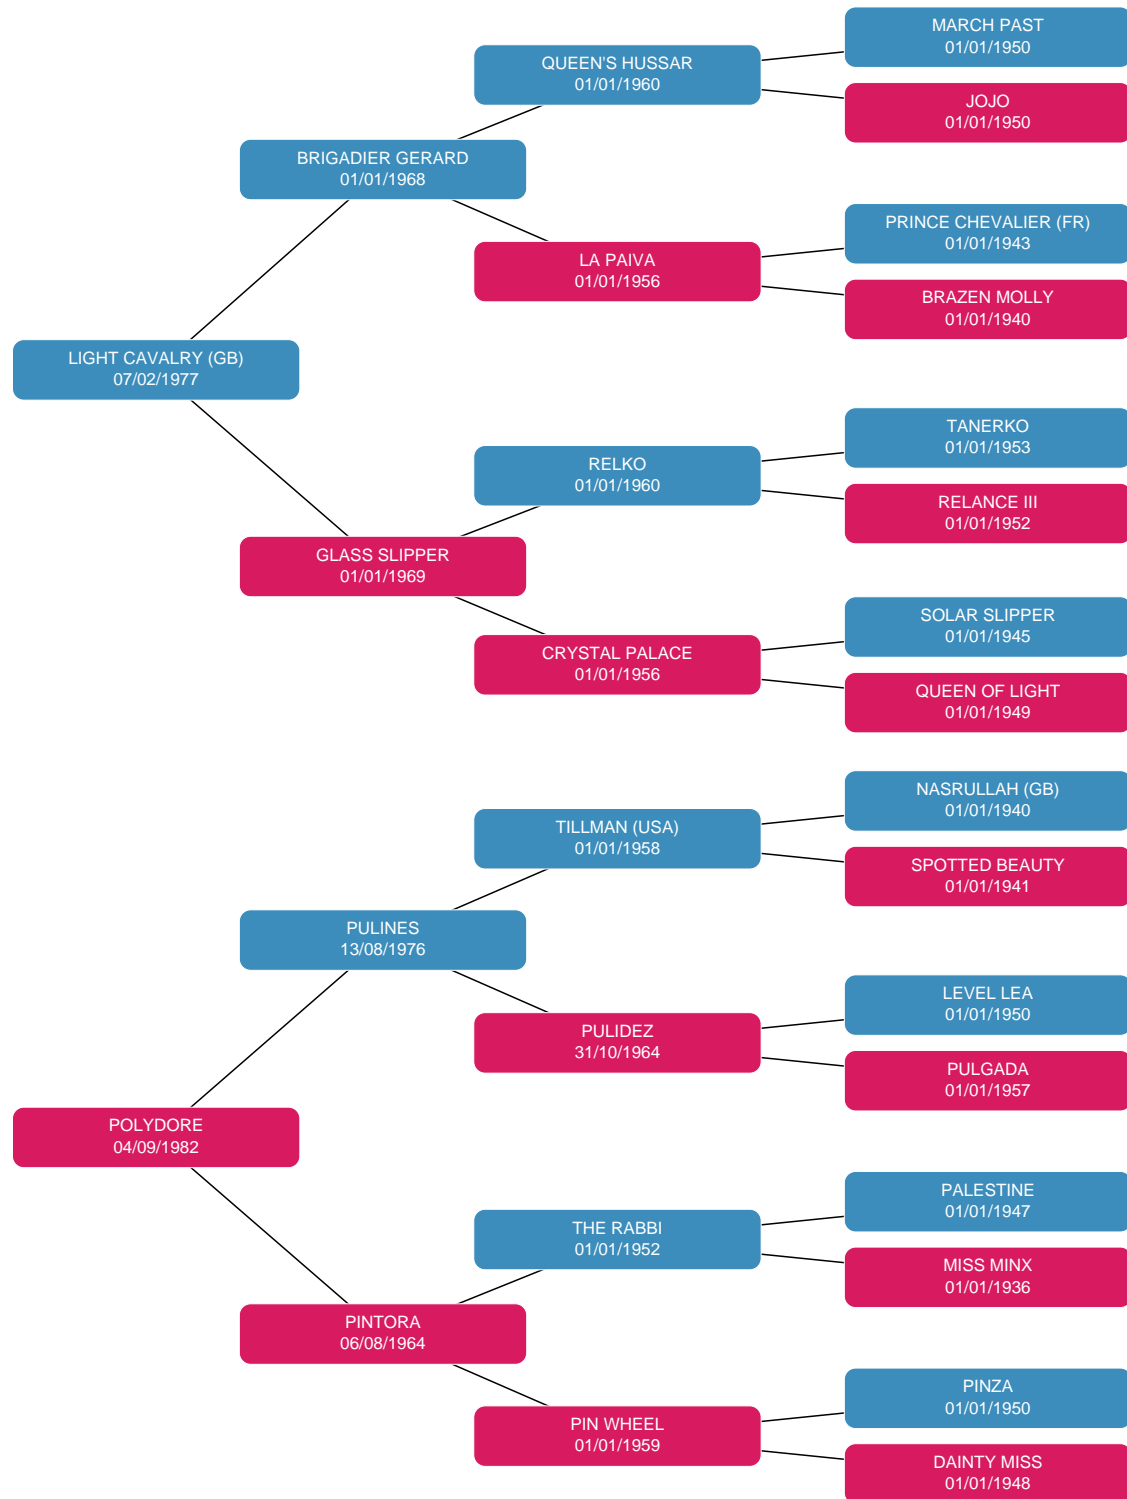 MARCH PAST
01/01/1950
QUEEN'S HUSSAR
01/01/1960
JOJO
01/01/1950
BRIGADIER GERARD
01/01/1968
PRINCE CHEVALIER (FR)
01/01/1943
LA PAIVA
01/01/1956
BRAZEN MOLLY
01/01/1940
LIGHT CAVALRY (GB)
07/02/1977
TANERKO
01/01/1953
RELKO
01/01/1960
RELANCE III
01/01/1952
GLASS SLIPPER
01/01/1969
SOLAR SLIPPER
01/01/1945
CRYSTAL PALACE
01/01/1956
QUEEN OF LIGHT
01/01/1949
NASRULLAH (GB)
01/01/1940
TILLMAN (USA)
01/01/1958
SPOTTED BEAUTY
01/01/1941
PULINES
13/08/1976
LEVEL LEA
01/01/1950
PULIDEZ
31/10/1964
PULGADA
01/01/1957
POLYDORE
04/09/1982
PALESTINE
01/01/1947
THE RABBI
01/01/1952
MISS MINX
01/01/1936
PINTORA
06/08/1964
PINZA
01/01/1950
PIN WHEEL
01/01/1959
DAINTY MISS
01/01/1948